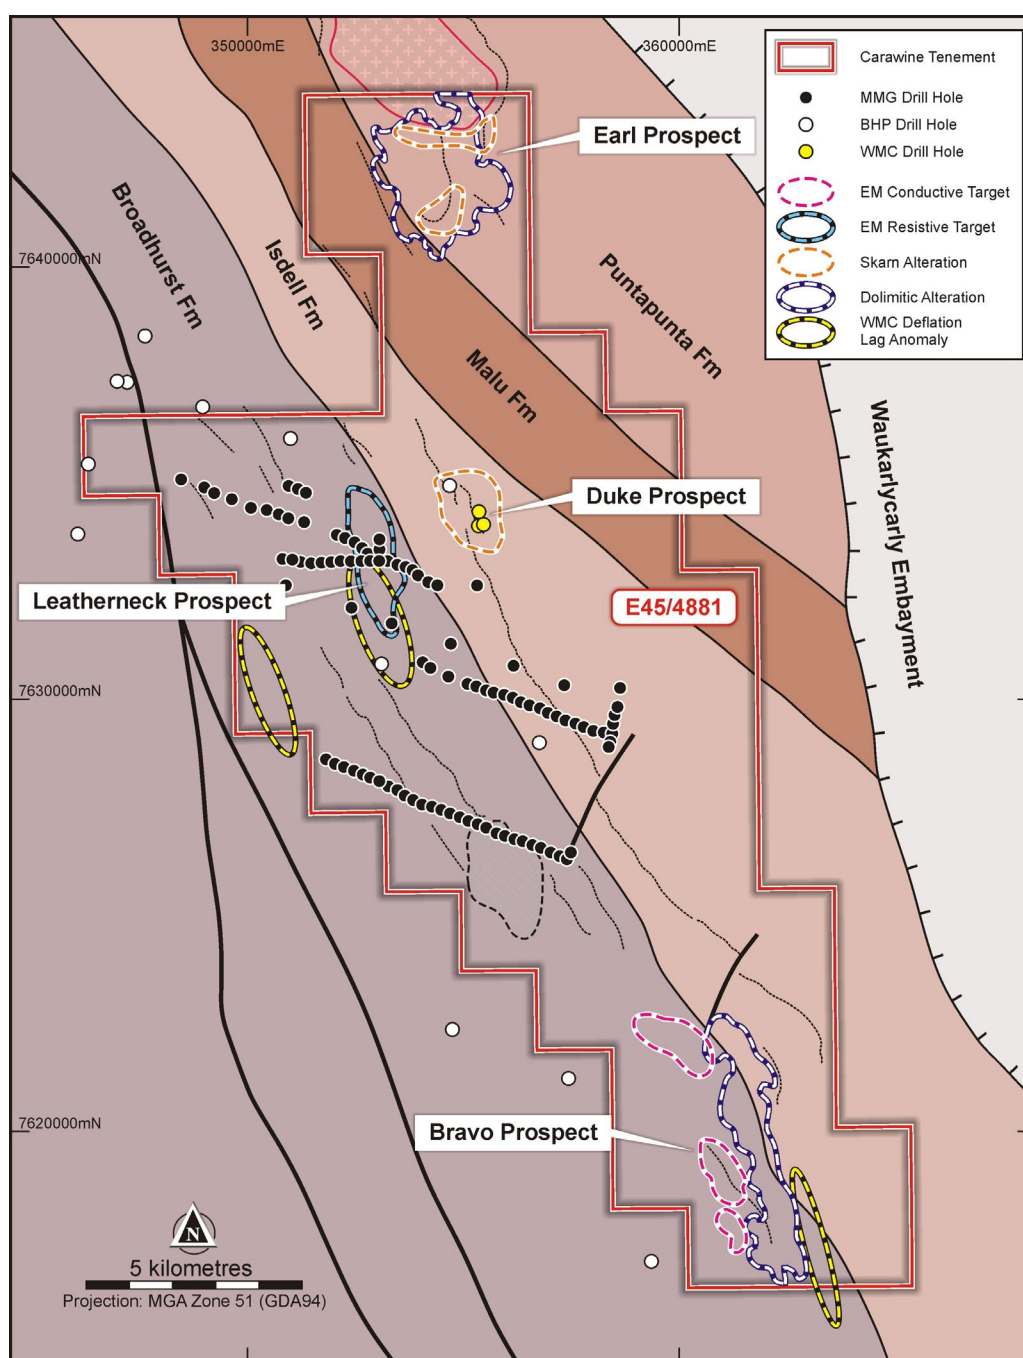 350000mE
360000mE
Carawine Tenement
MMG Drill Hole
BHP Drill Hole
WMC Drill Hole
EM Conductive Target
EM Resistive Target
Skarn Alteration
Dolimitic Alteration
WMC Deflation
Lag Anomaly
Earl Prospect
Broadhurst Fm
Isdell Fm
7640000mN
Puntapunta Fm
Malu Fm
Waukarlycarly Embayment
Duke Prospect
Leatherneck Prospect
E45/4881
7630000mN
7620000mN
Bravo Prospect
N
5 kilometres
Projection: MGA Zone 51 (GDA94)